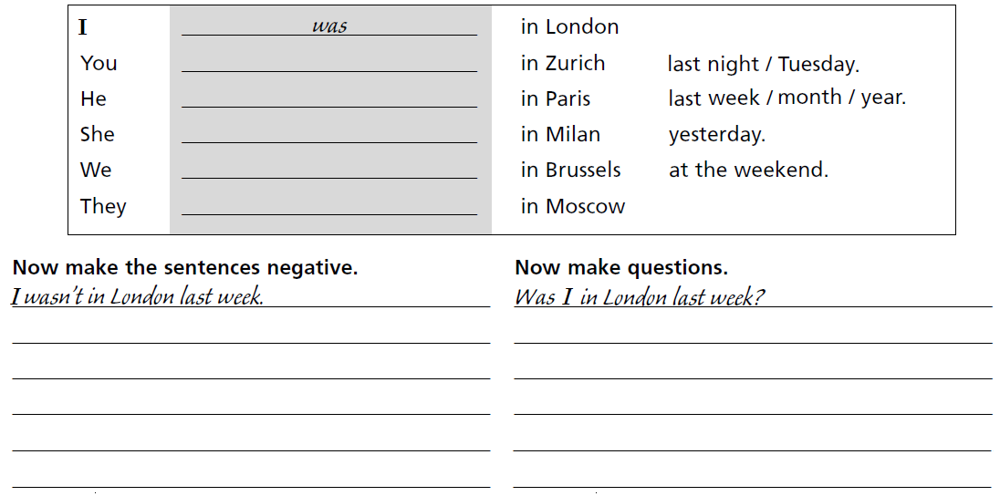 I was in London
You in Zurich last night / Tuesday.
He in Paris last week / month / year.
She in Milan yesterday.
We in Brussels at the weekend.
They in Moscow
Now make the sentences negative.
I wasn't in London last week.
Now make questions.
Was I in London last week?